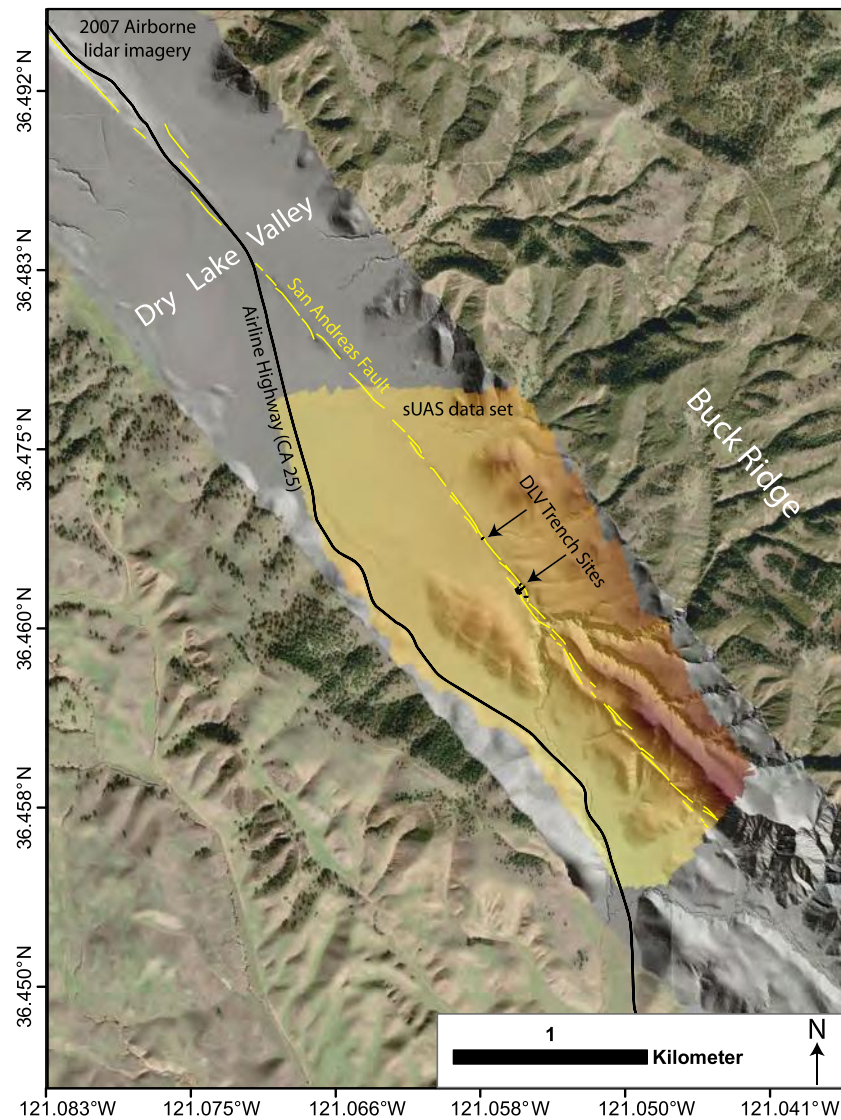 2007 Airborne
lidar imagery
36.492°N
Dry Lake Valley
36.483°N
San Andreas Fault
Airline Highway (CA 25)
sUAS data set
Buck Ridge
36.475°N
DLV Trench Sites
36.460°N
36.458°N
36.450°N
1
Kilometer
N
121.083°W
121.075°W
121.066°W
121.058°W
121.050°W
121.041°W